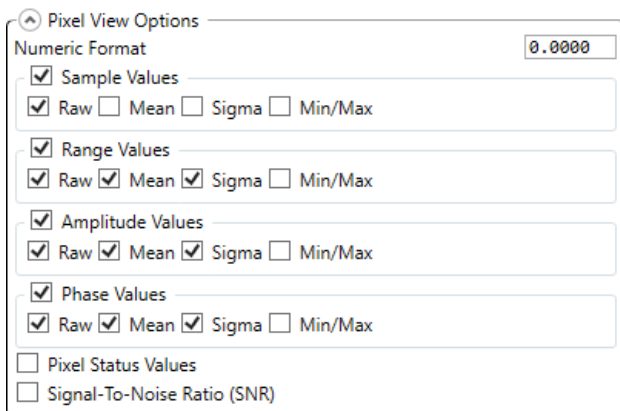 Pixel View Options
Numeric Format 0.0000
Sample Values
Raw Mean Sigma Min/Max
Range Values
Raw Mean Sigma Min/Max
Amplitude Values
Raw Mean Sigma Min/Max
Phase Values
Raw Mean Sigma Min/Max
Pixel Status Values
Signal-To-Noise Ratio (SNR)